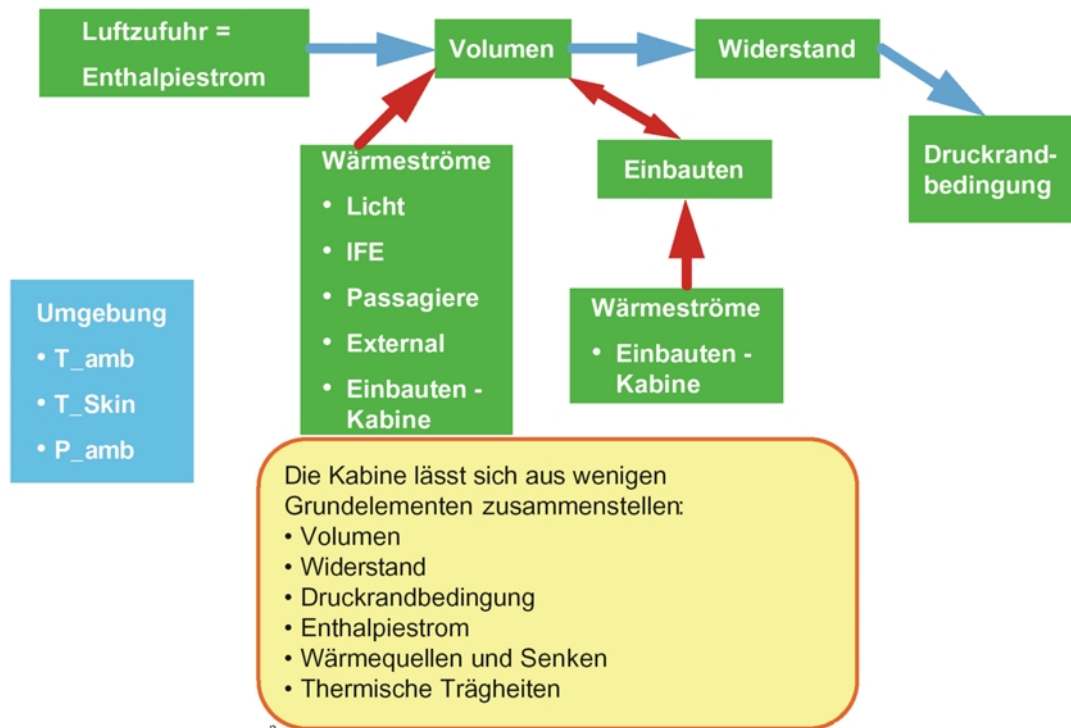 Luftzufuhr =
Enthalpiestrom
Volumen
Widerstand
Druckrand-
bedingung
Wärmeströme
• Licht
• IFE
• Passagiere
• External
• Einbauten -
Kabine
Einbauten
Wärmeströme
• Einbauten -
Kabine
Umgebung
• T_amb
• T_Skin
• P_amb
Die Kabine lässt sich aus wenigen
Grundelementen zusammenstellen:
• Volumen
• Widerstand
• Druckrandbedingung
• Enthalpiestrom
• Wärmequellen und Senken
• Thermische Trägheiten